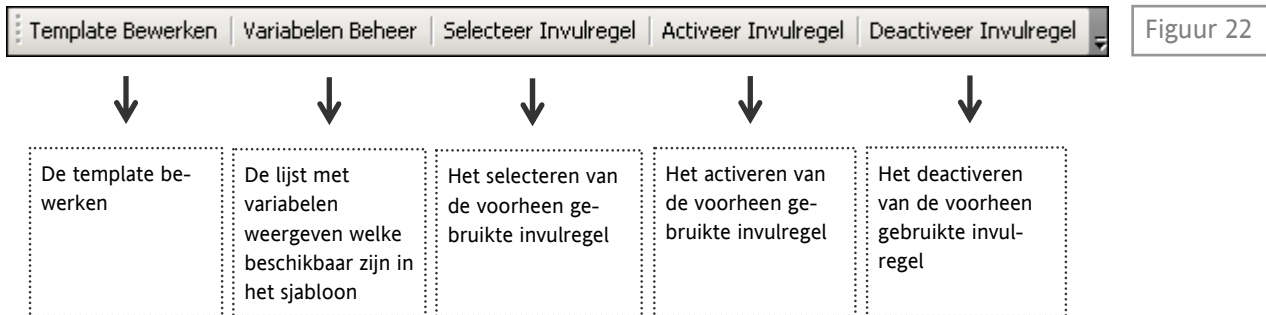 Template Bewerken Variabelen Beheer Selecteer Invulregel Activeer Invulregel Deactiveer Invulregel
Figuur 22
De template be-
werken
De lijst met
variabelen
weergeven welke
beschikbaar zijn in
het sjabloon
Het selecteren van
de voorheen ge-
bruikte invulregel
Het activeren van
de voorheen ge-
bruikte invulregel
Het deactiveren
van de voorheen
gebruikte invul-
regel